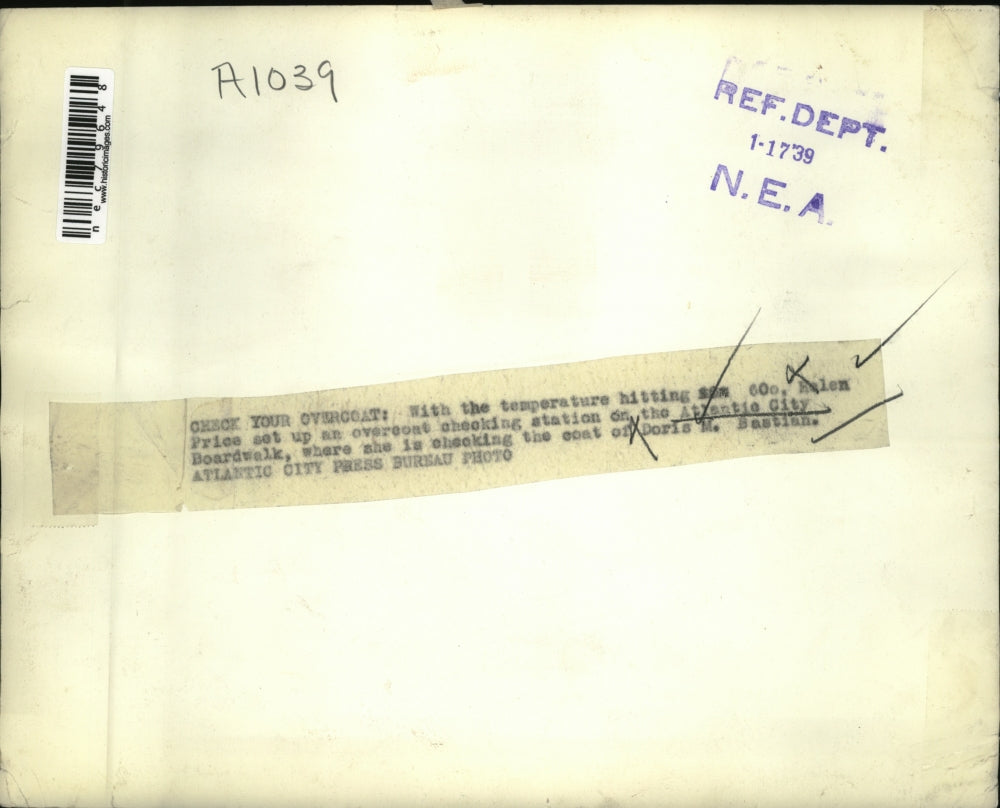 A1039
REF. DEPT.
1-17'39
N. E. A.
nec79648
www.historicimages.com
CHECK YOUR OVERCOAT: With the temperature hitting 60o, Helen
Price set up an overcoat checking station on the Atlantic City
Boardwalk, where she is checking the coat of Doris M. Bastian.
ATLANTIC CITY PRESS BUREAU PHOTO